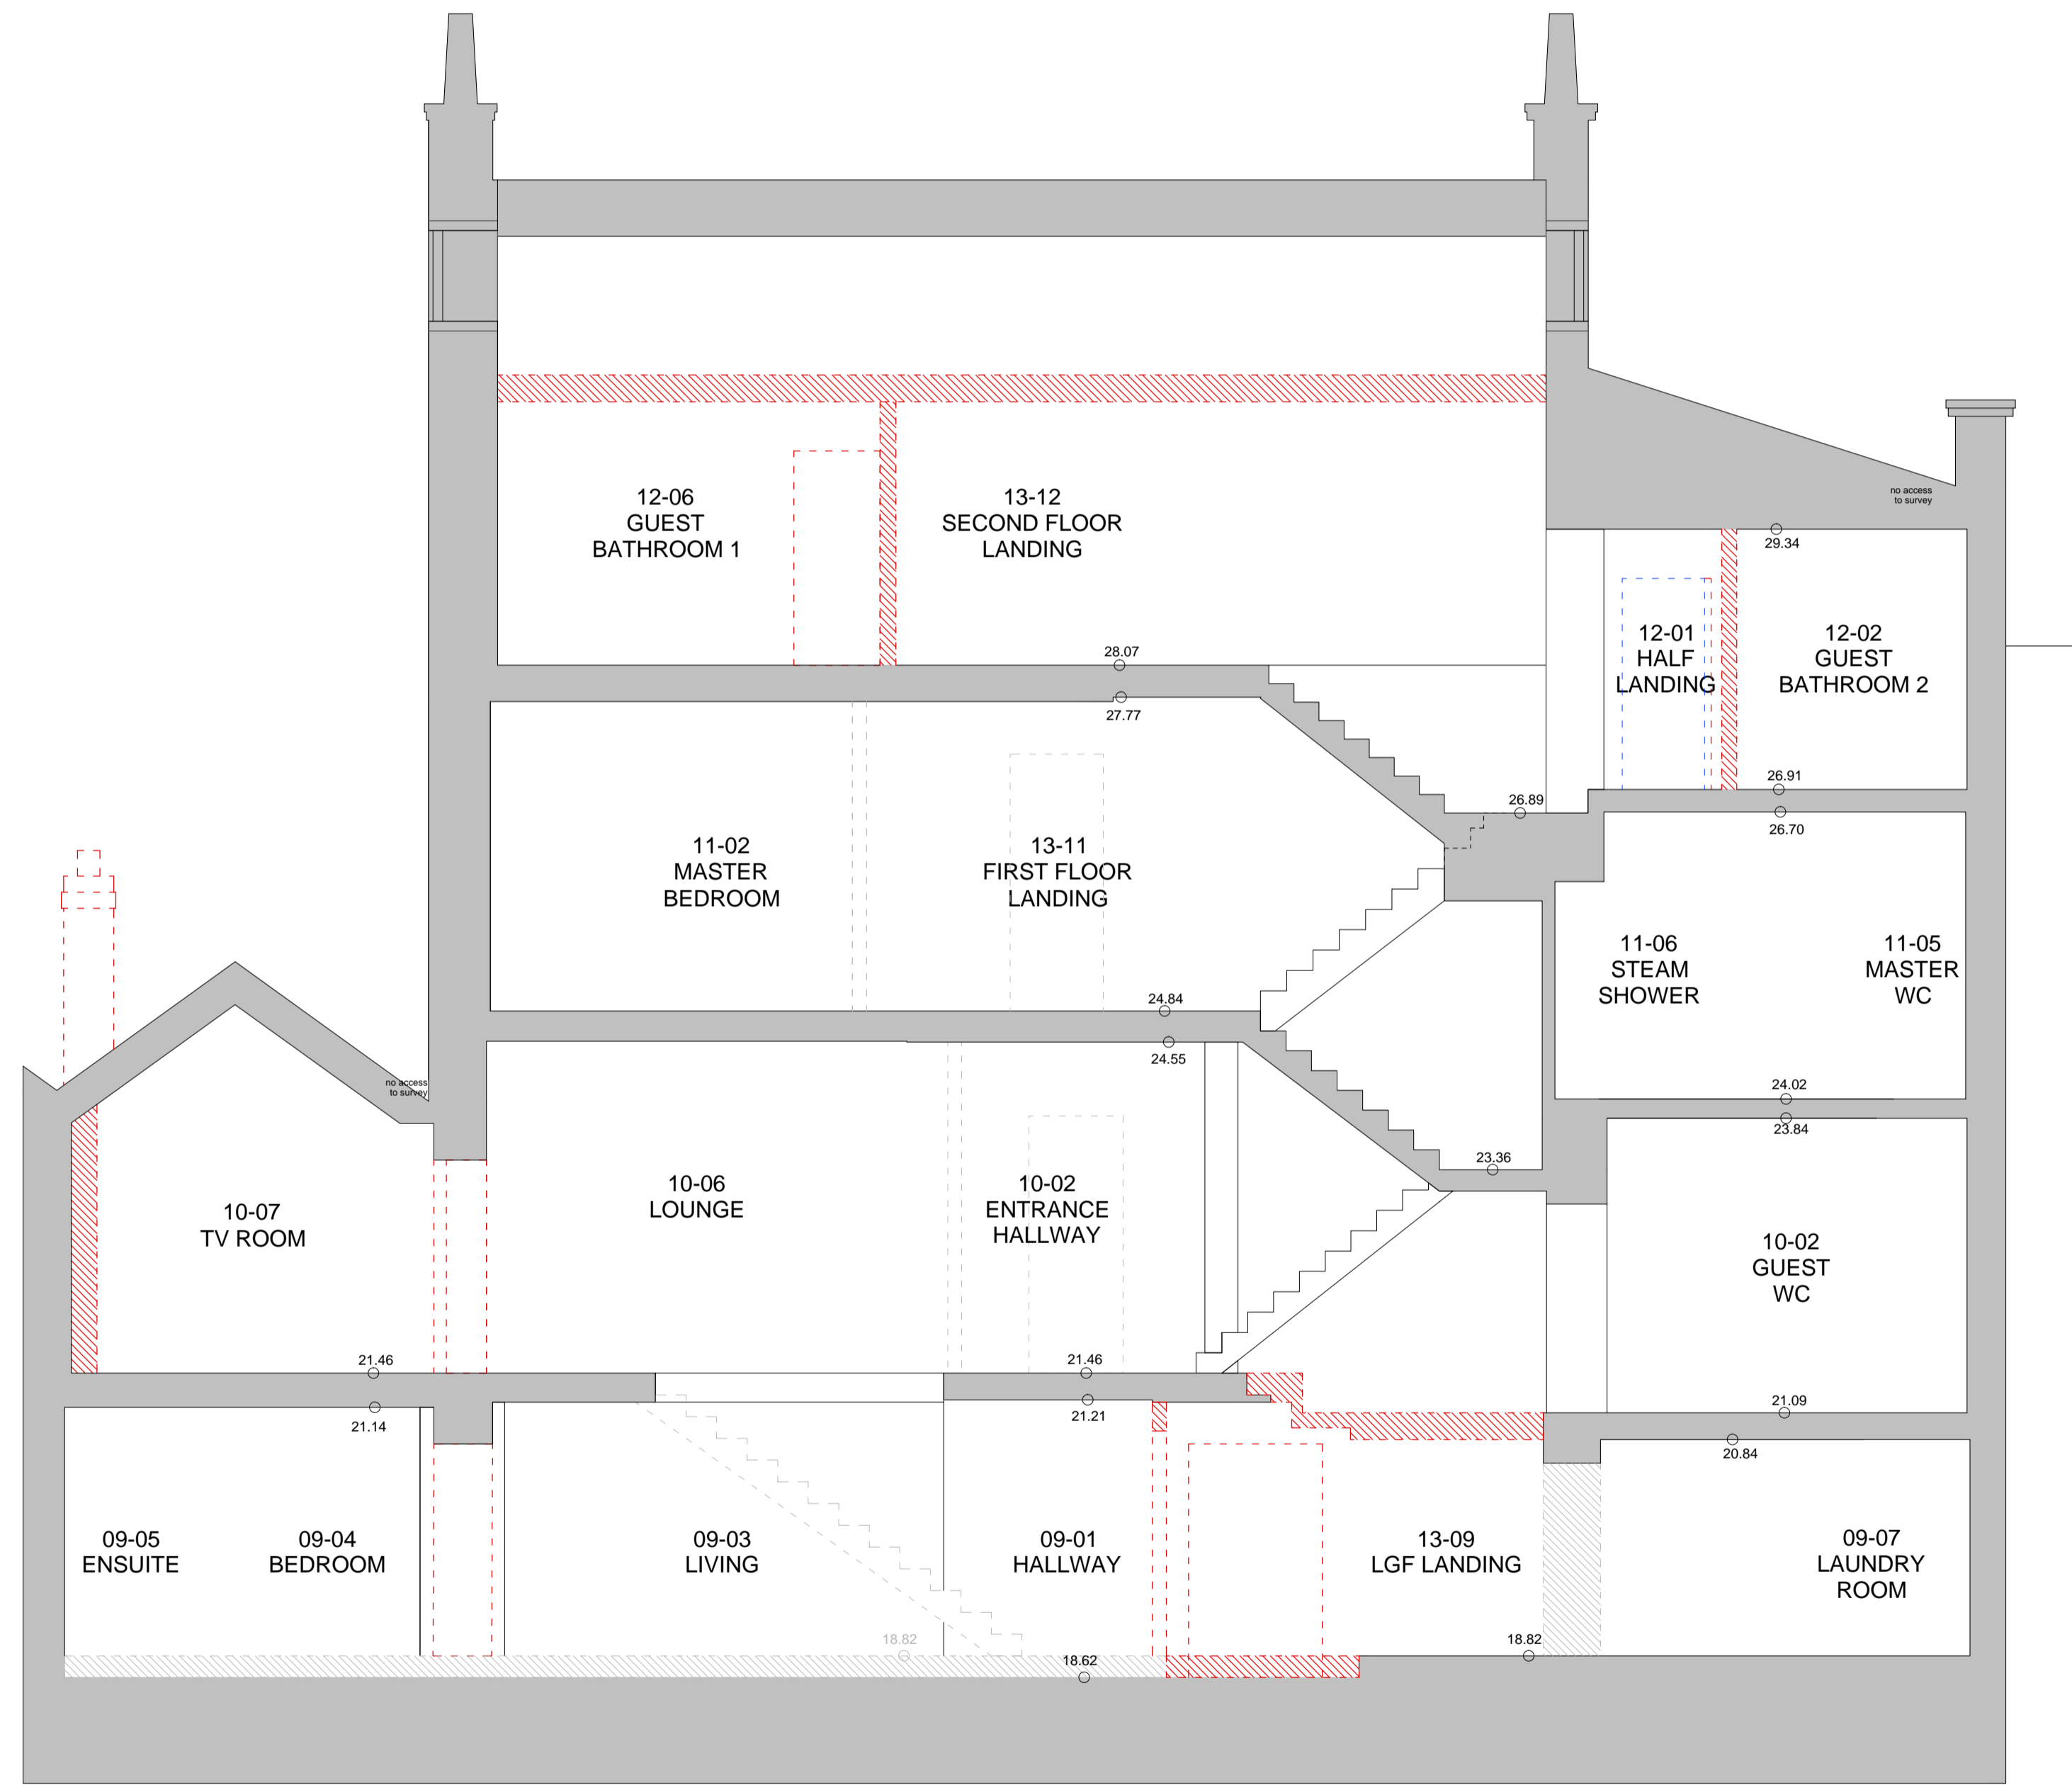 12-06
GUEST
BATHROOM 1
13-12
SECOND FLOOR
LANDING
no access
to survey
29.34
12-01
HALF
LANDING
12-02
GUEST
BATHROOM 2
28.07
27.77
26.91
26.89
26.70
11-02
MASTER
BEDROOM
13-11
FIRST FLOOR
LANDING
11-06
STEAM
SHOWER
11-05
MASTER
WC
24.84
24.55
no access
to survey
24.02
23.84
23.36
10-07
TV ROOM
10-06
LOUNGE
10-02
ENTRANCE
HALLWAY
10-02
GUEST
WC
21.46
21.46
21.14
21.21
21.09
20.84
09-05
ENSUITE
09-04
BEDROOM
09-03
LIVING
09-01
HALLWAY
13-09
LGF LANDING
09-07
LAUNDRY
ROOM
18.82
18.62
18.82